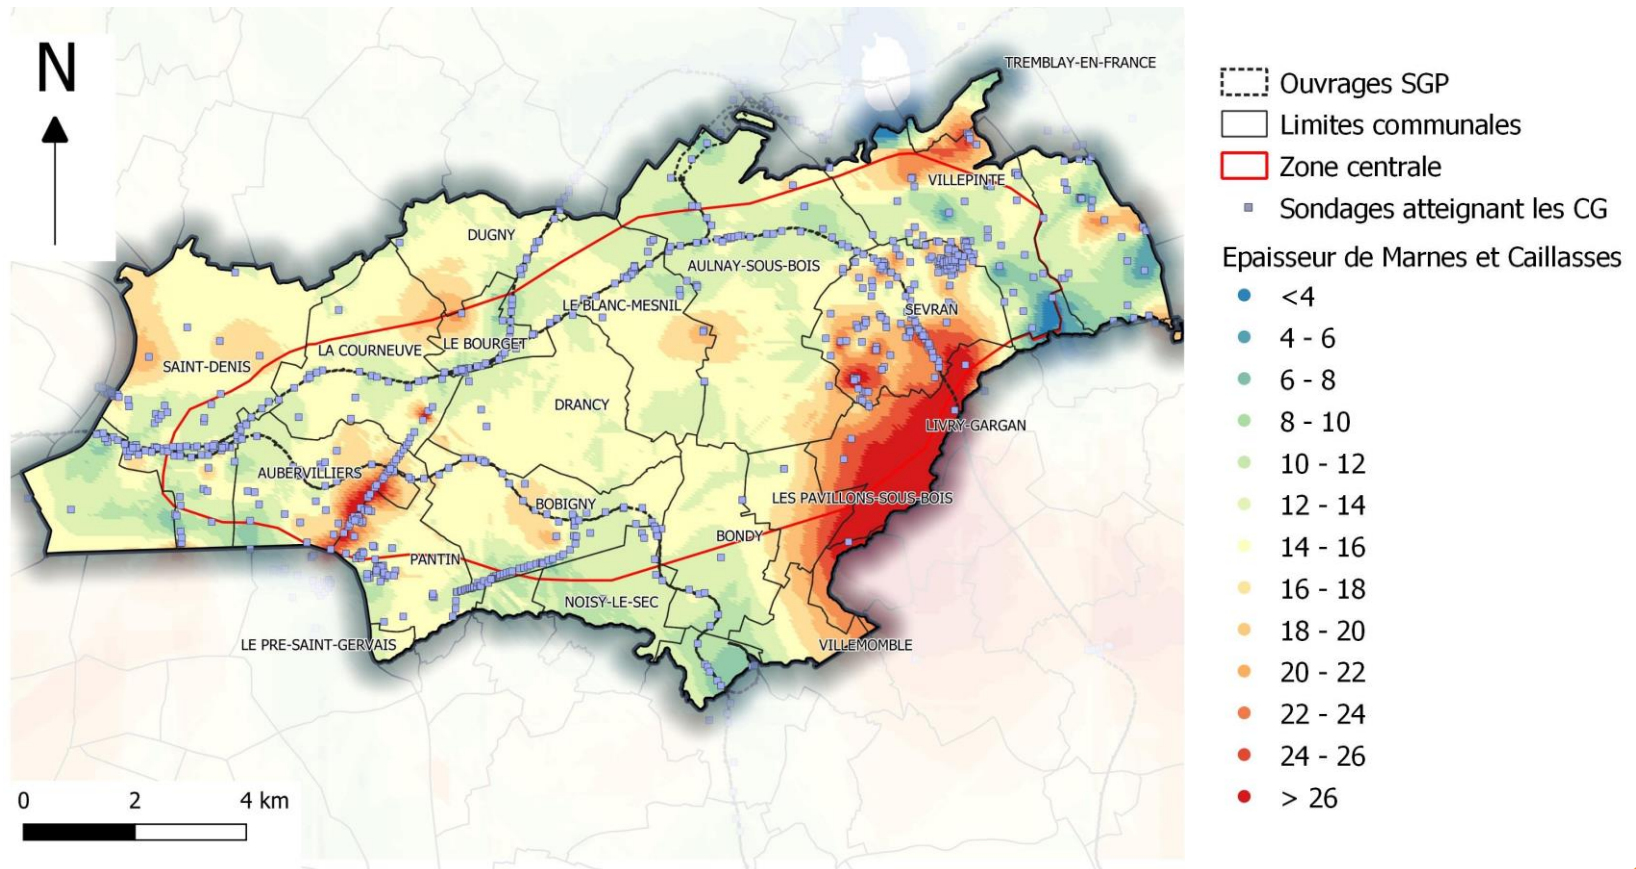 N
TREMBLAY-EN-FRANCE
VILLEPINTE
DUGNY
AULNAY-SOUS-BOIS
LE BLANC-MESNIL
SEVRAN
LE BOURGET
LA COURNEUVE
SAINT-DENIS
DRANCY
LIVRY-GARGAN
AUBERVILLIERS
LES PAVILLONS-SOUS-BOIS
BOBIGNY
BONDY
PANTIN
NOISY-LE-SEC
LE PRE-SAINT-GERVAIS
VILLEMOMBLE
0 2 4 km
Ouvrages SGP
Limites communales
Zone centrale
Sondages atteignant les CG
Epaisseur de Marnes et Caillasses
<4
4 - 6
6 - 8
8 - 10
10 - 12
12 - 14
14 - 16
16 - 18
18 - 20
20 - 22
22 - 24
24 - 26
> 26